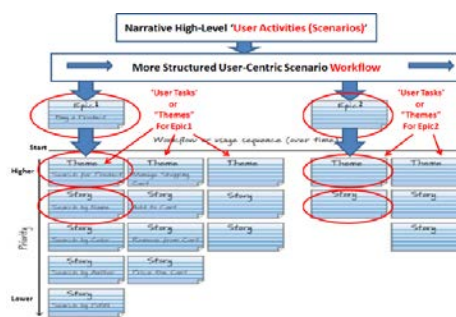 Narrative High-Level 'User Activities (Scenarios)'
More Structured User-Centric Scenario Workflow
Epic1
Buy a Product
'User Tasks'
or
"Themes"
For Epic1
'User Tasks'
or
"Themes"
For Epic2
Epic2
Start
Workflow or usage sequence (over time)
Higher
Priority
Lower
Theme
Search for Product
Theme
Manage Shopping
Cart
Theme
Theme
Theme
Story
Search by Name
Story
Add to Cart
Story
Story
Story
Story
Search by Color
Story
Remove from Cart
Story
Story
Story
Search by Author
Story
Price the Cart
Story
Search by